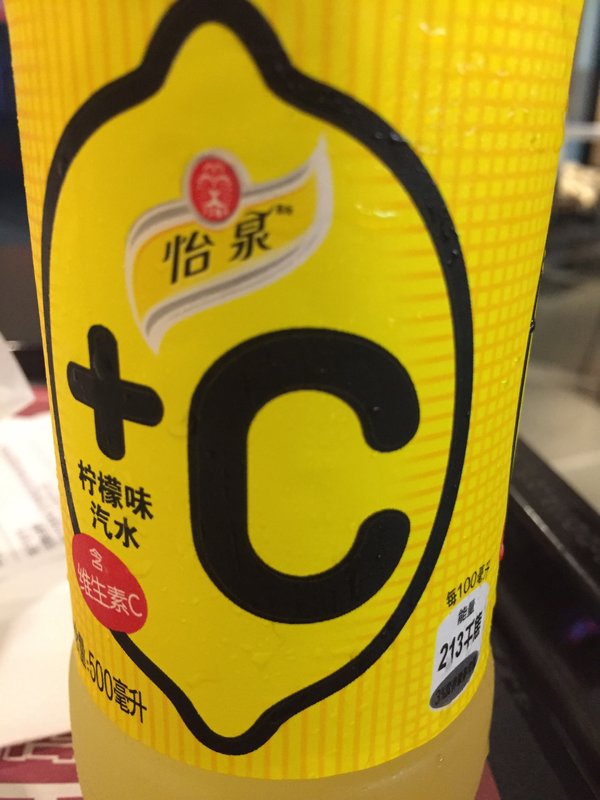 怡泉
+C
柠檬味
汽水
含
维生素C
500毫升
每100毫升
能量
213千焦